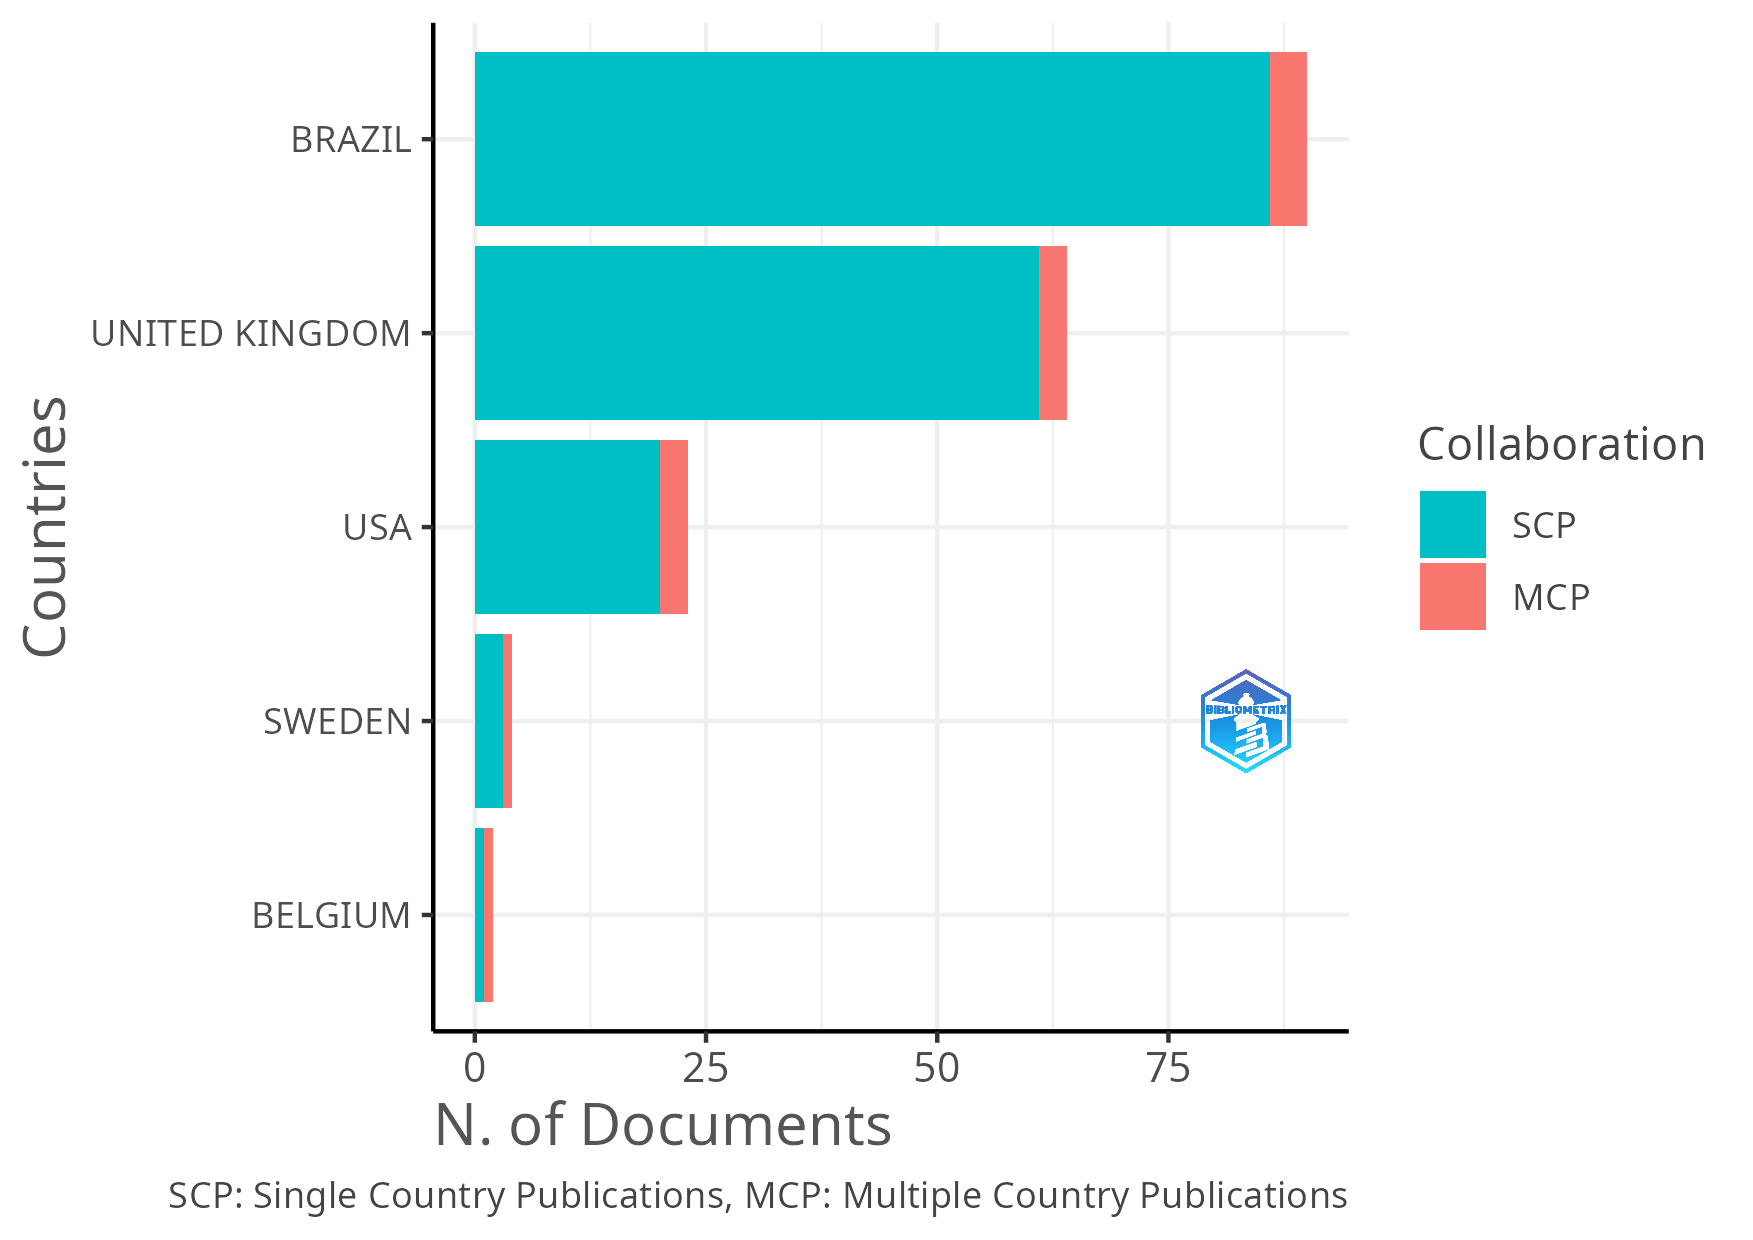 BRAZIL
UNITED KINGDOM
USA
SWEDEN
BELGIUM
Countries
0 25 50 75
N. of Documents
SCP: Single Country Publications, MCP: Multiple Country Publications
Collaboration
SCP
MCP
BIBLIOMETRIX